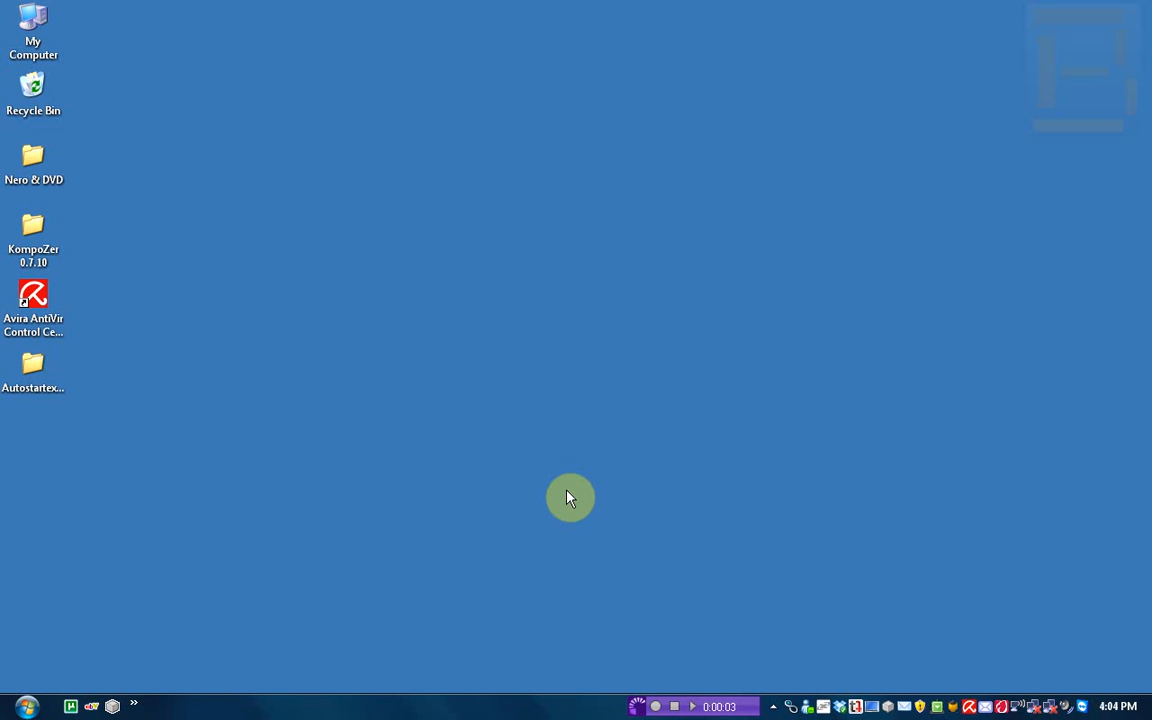 My
Computer
Recycle Bin
Nero & DVD
KompoZer
0.7.10
Avira AntiVir
Control Ce...
Autostartex...
0:00:03
4:04 PM